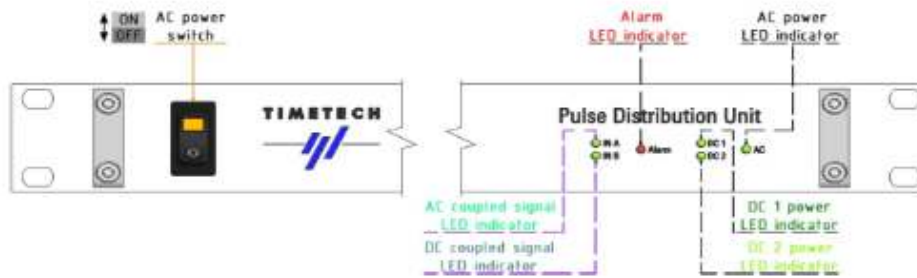 ON
OFF
AC power
switch
Alarm
LED indicator
AC power
LED indicator
TIMETECH
Pulse Distribution Unit
IN A
IN B
Alarm
DC 1
DC 2
AC
AC coupled signal
LED indicator
DC coupled signal
LED indicator
DC 1 power
LED indicator
DC 2 power
LED indicator